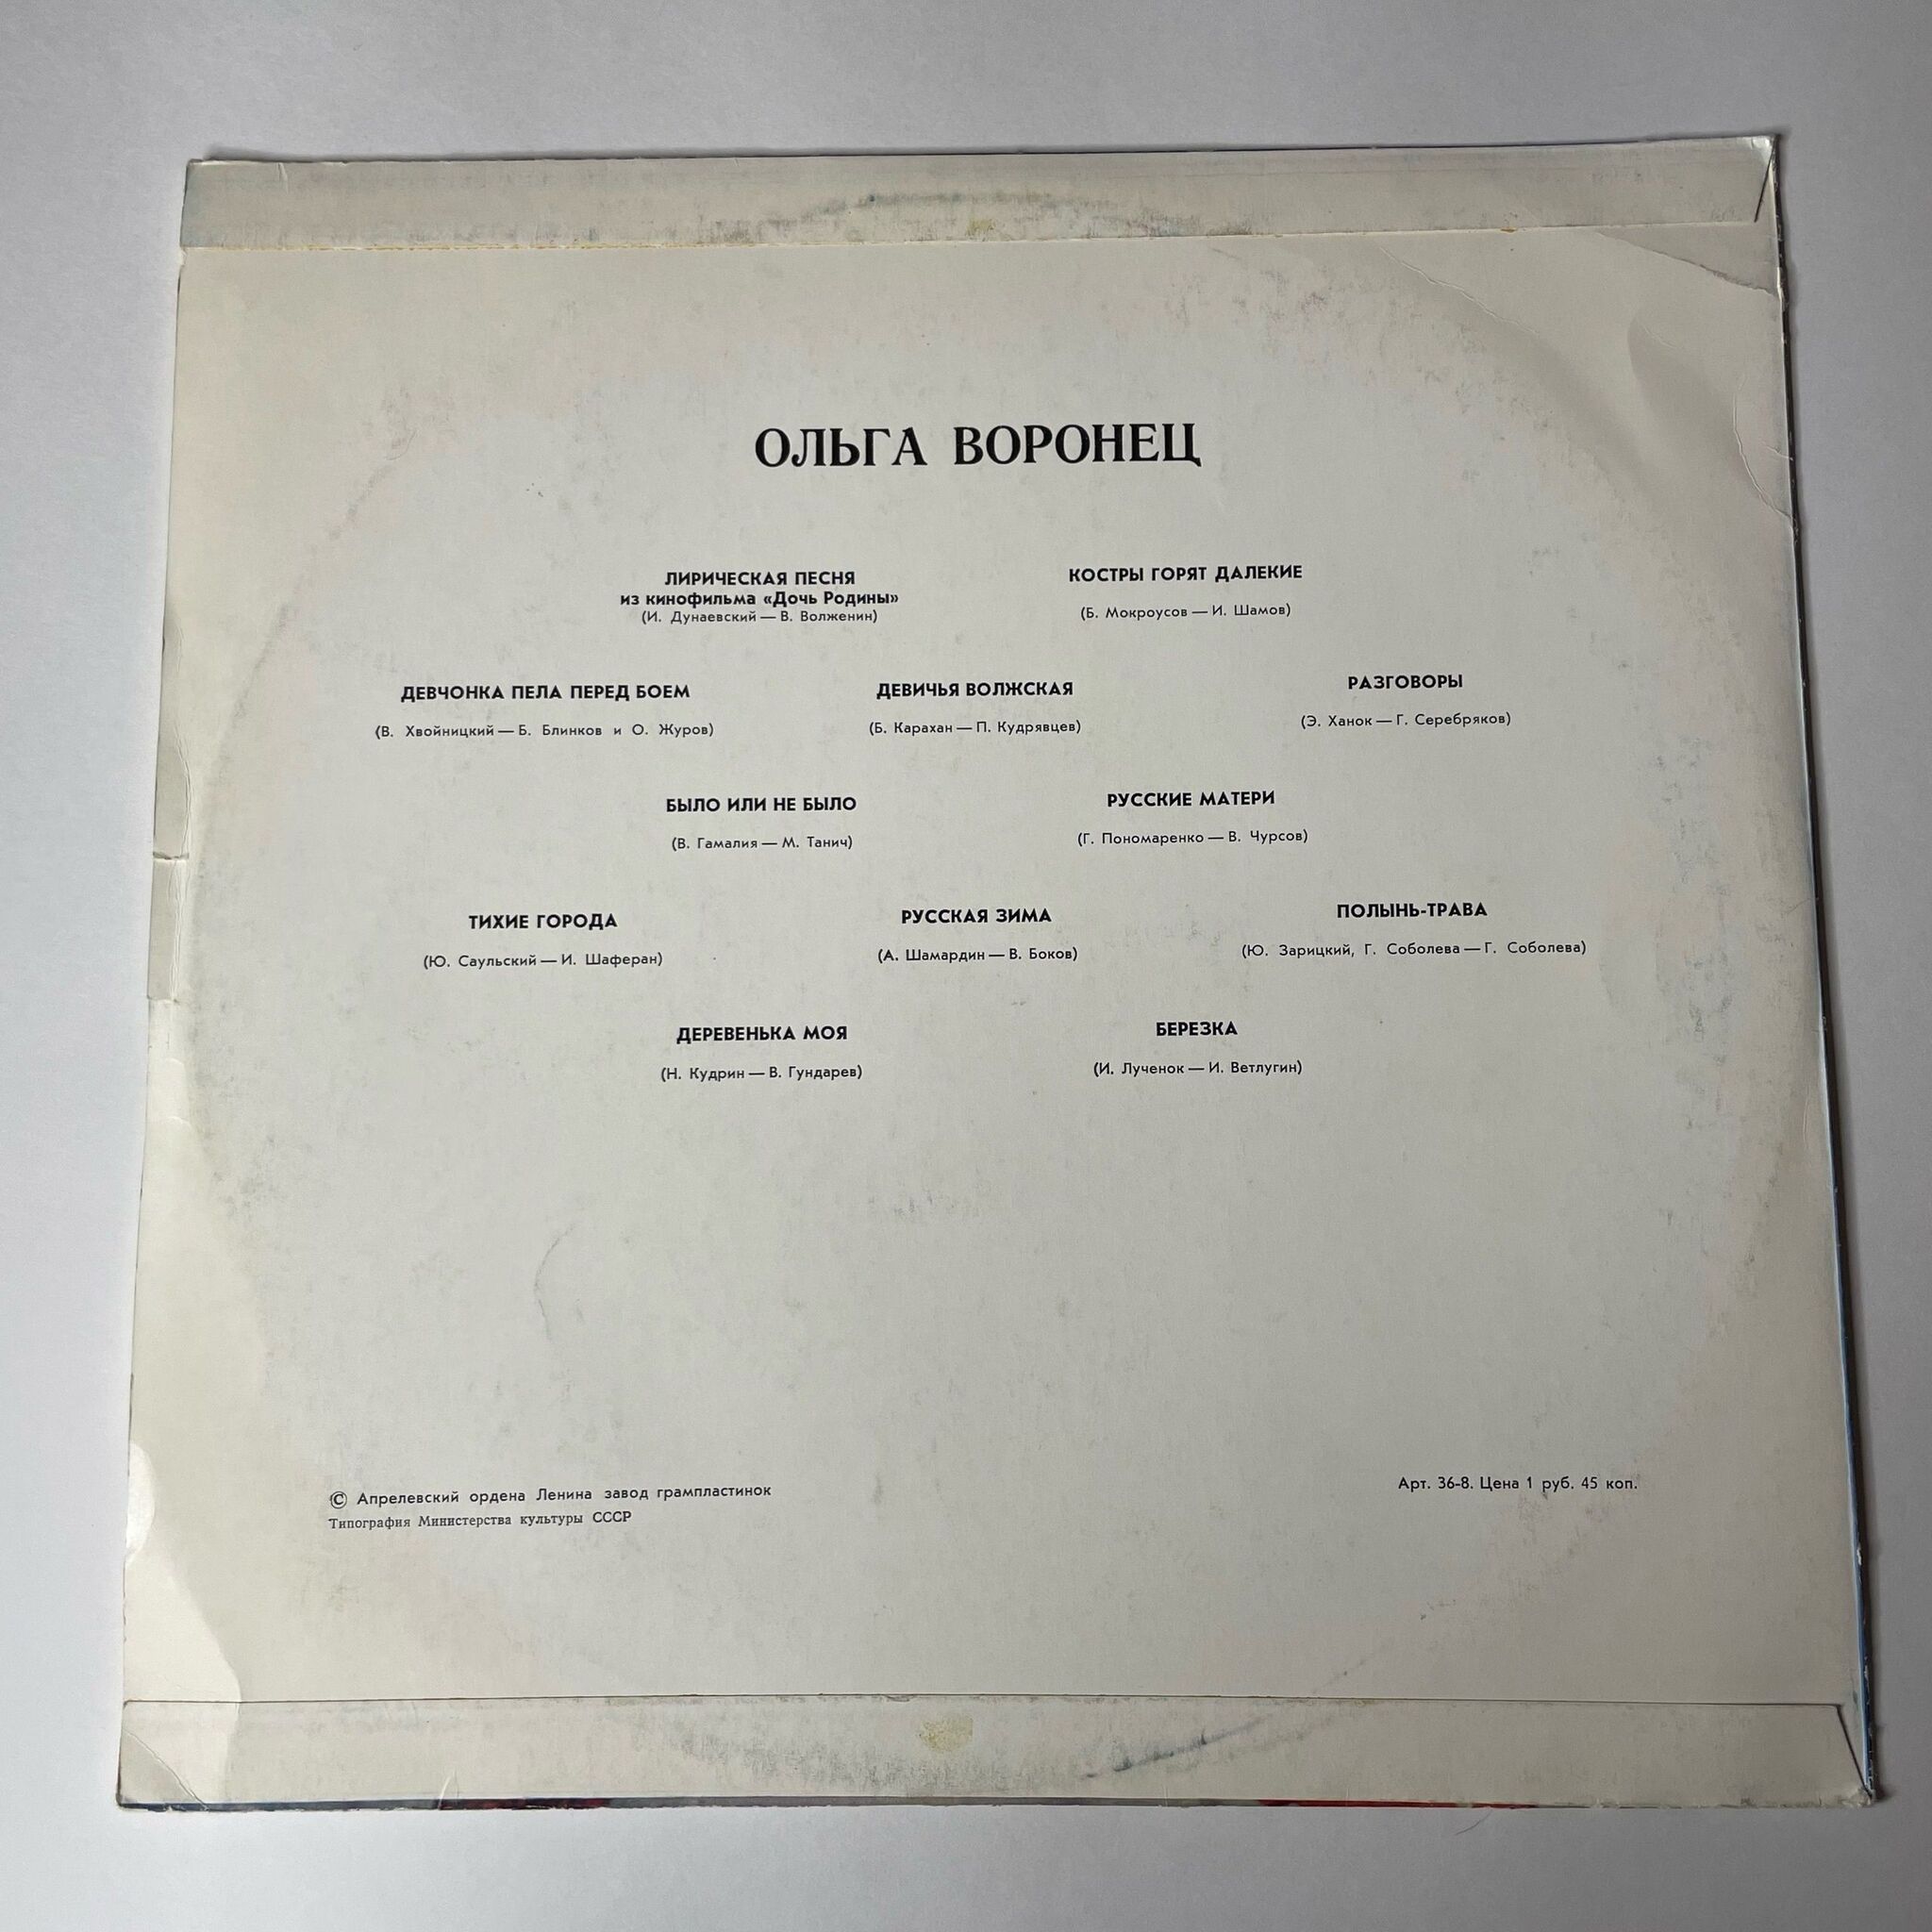 ОЛЬГА ВОРОНЕЦ
ЛИРИЧЕСКАЯ ПЕСНЯ
из кинофильма «Дочь Родины»
(И. Дунаевский — В. Волженин)
КОСТРЫ ГОРЯТ ДАЛЕКИЕ
(Б. Мокроусов — И. Шамов)
ДЕВЧОНКА ПЕЛА ПЕРЕД БОЕМ
(В. Хвойницкий — Б. Блинков и О. Журов)
ДЕВИЧЬЯ ВОЛЖСКАЯ
(Б. Карахан — П. Кудрявцев)
РАЗГОВОРЫ
(Э. Ханок — Г. Серебряков)
БЫЛО ИЛИ НЕ БЫЛО
(В. Гамалия — М. Танич)
РУССКИЕ МАТЕРИ
(Г. Пономаренко — В. Чурсов)
ТИХИЕ ГОРОДА
(Ю. Саульский — И. Шаферан)
РУССКАЯ ЗИМА
(А. Шамардин — В. Боков)
ПОЛЫНЬ-ТРАВА
(Ю. Зарицкий, Г. Соболева — Г. Соболева)
ДЕРЕВЕНЬКА МОЯ
(Н. Кудрин — В. Гундарев)
БЕРЕЗКА
(И. Лученок — И. Ветлугин)
© Апрелевский ордена Ленина завод грампластинок
Типография Министерства культуры СССР
Арт. 36-8. Цена 1 руб. 45 коп.